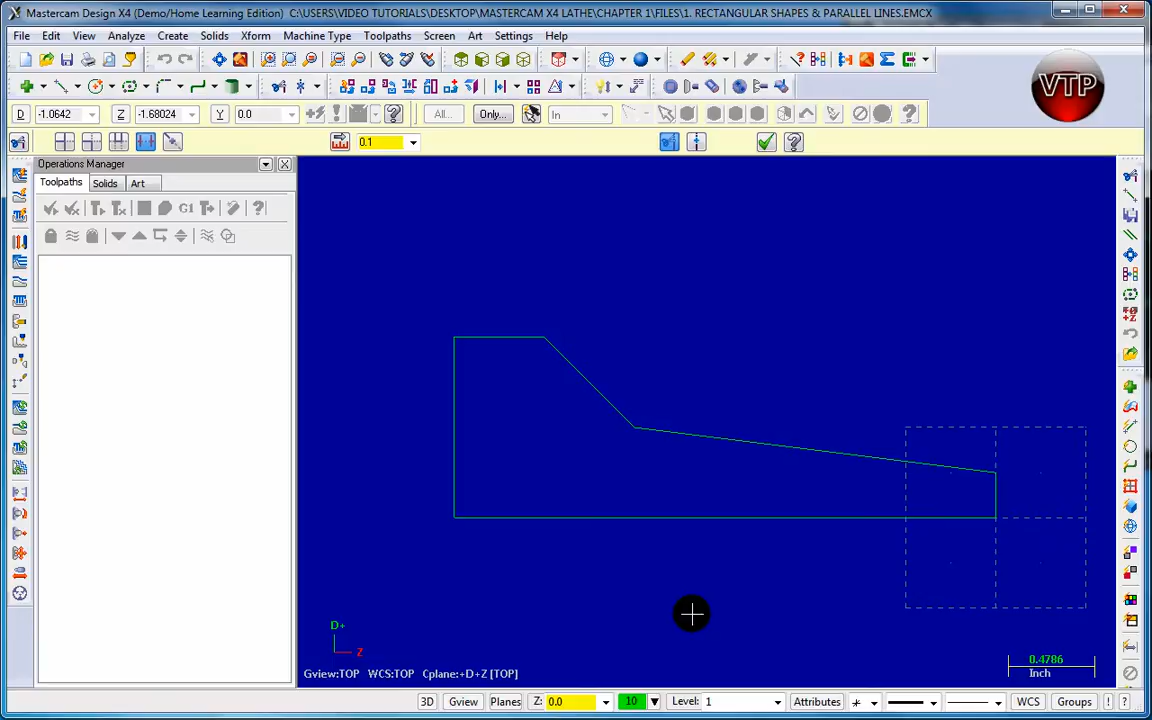 Mastercam Design X4 (Demo/Home Learning Edition) C:\USERS\VIDEO TUTORIALS\DESKTOP\MASTERCAM X4 LATHE\CHAPTER 1\FILES\1. RECTANGULAR SHAPES & PARALLEL LINES.EMCX
File Edit View Analyze Create Solids Xform Machine Type Toolpaths Screen Art Settings Help
VTP
D -1.0642 Z -1.68024 Y 0.0 All... Only... In
0.1
Operations Manager
Toolpaths Solids Art
G1
D+
Z
Gview:TOP WCS:TOP Cplane:+D+Z [TOP]
0.4786
Inch
3D Gview Planes Z: 0.0 10 Level: 1 Attributes WCS Groups ! ?